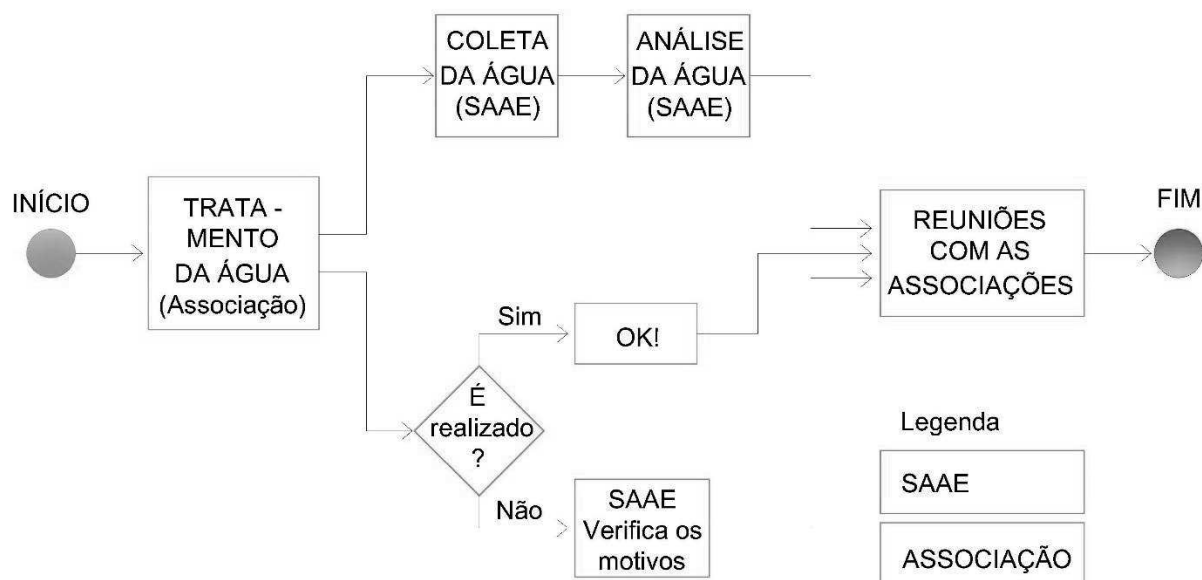 COLETA
DA ÁGUA
(SAAE)
ANÁLISE
DA ÁGUA
(SAAE)
INÍCIO
TRATA -
MENTO
DA ÁGUA
(Associação)
REUNIÕES
COM AS
ASSOCIAÇÕES
FIM
Sim
OK!
É
realizado
?
Não
SAAE
Verifica os
motivos
Legenda
SAAE
ASSOCIAÇÃO